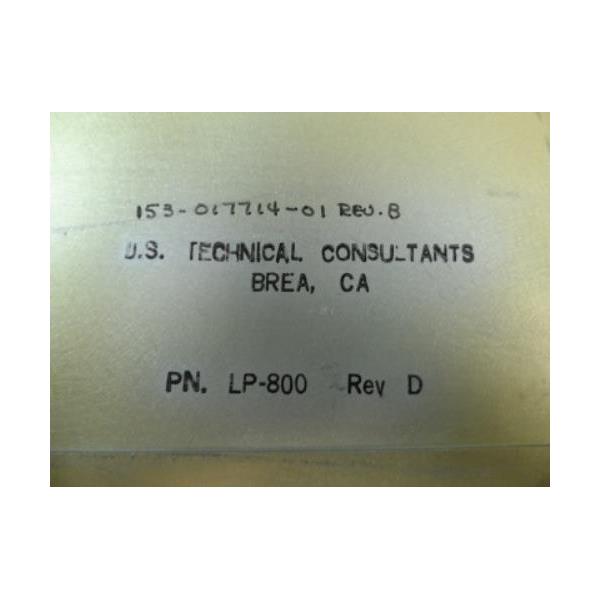 153-017714-01 REV. B
U.S. TECHNICAL CONSULTANTS
BREA, CA
PN. LP-800 Rev D